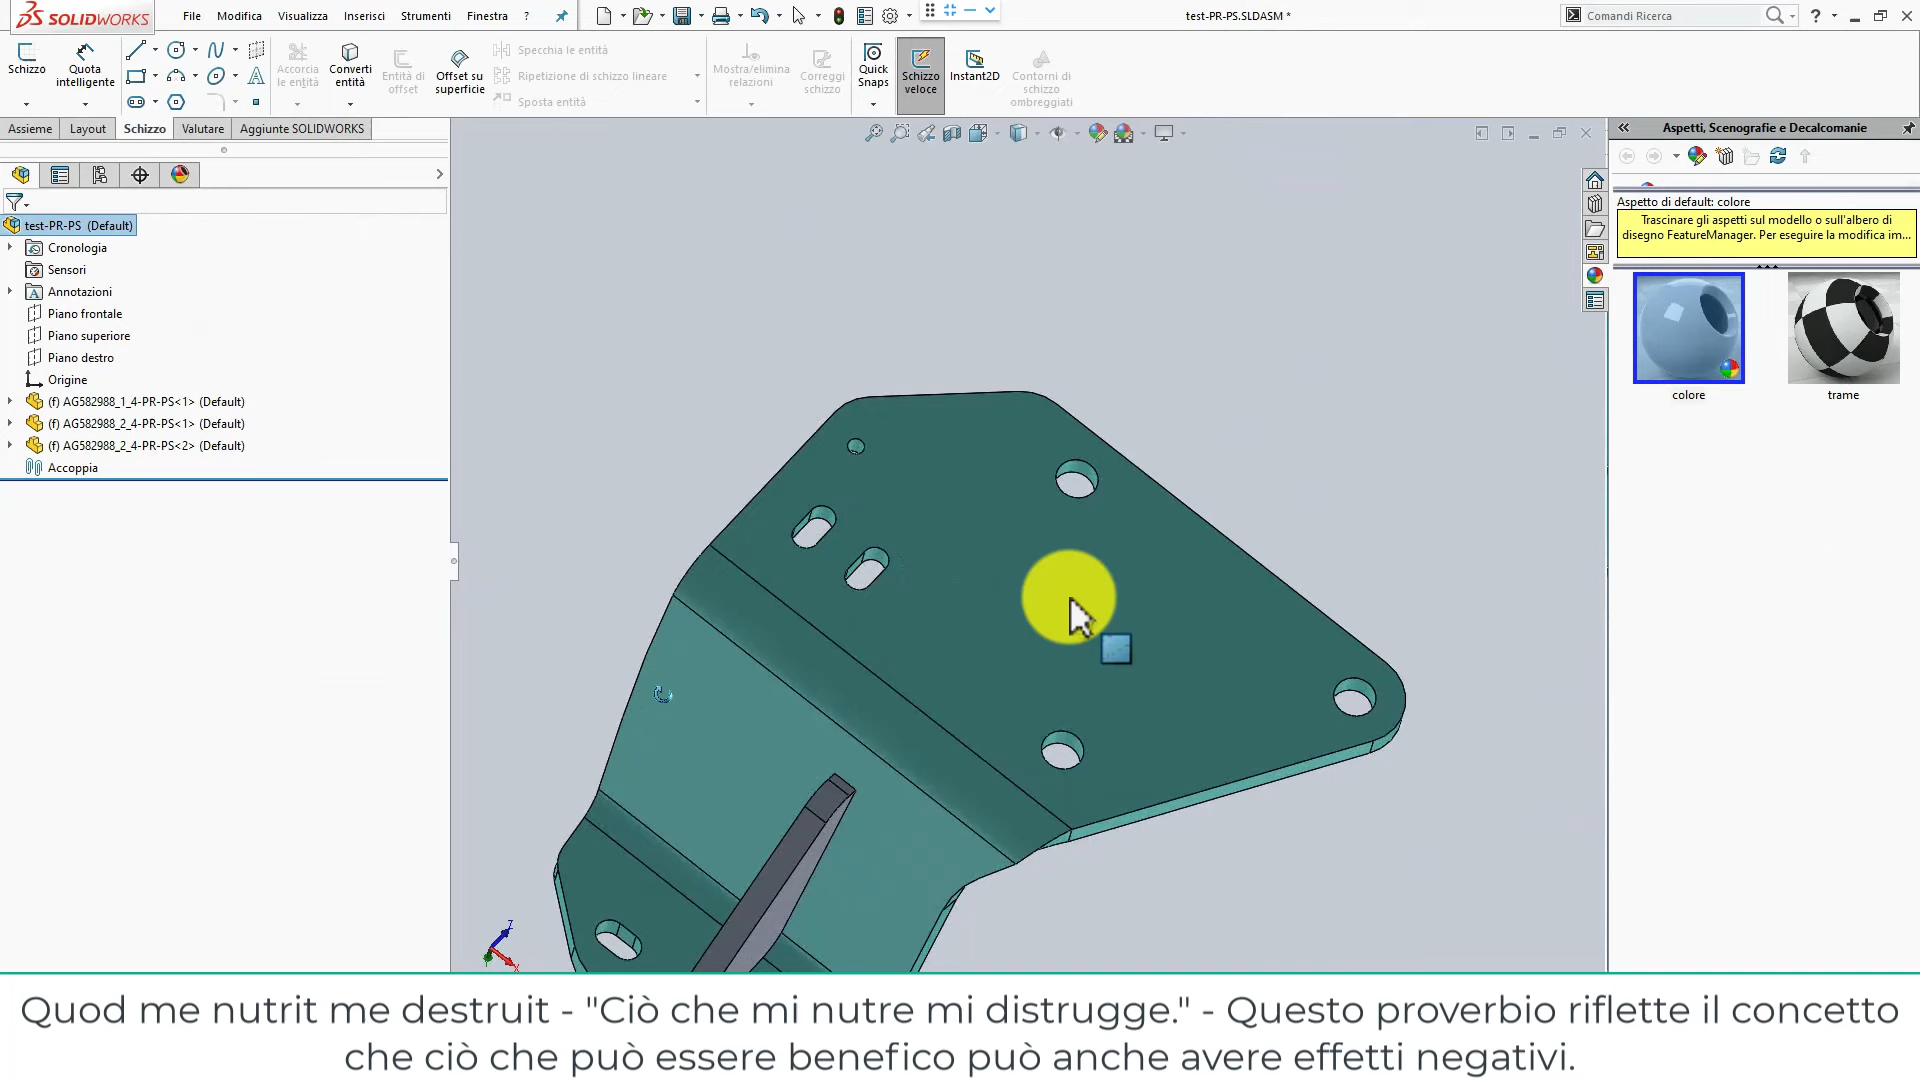 SOLIDWORKS
File Modifica Visualizza Inserisci Strumenti Finestra ?
test-PR-PS.SLDASM *
Comandi Ricerca
?
Schizzo
Quota intelligente
Accorcia le entità
Converti entità
Entità di offset
Offset su superficie
Specchia le entità
Ripetizione di schizzo lineare
Sposta entità
Mostra/elimina relazioni
Correggi schizzo
Quick Snaps
Schizzo veloce
Instant2D
Contorni di schizzo ombreggiati
Assieme Layout Schizzo Valutare Aggiunte SOLIDWORKS
test-PR-PS (Default)
Cronologia
Sensori
Annotazioni
Piano frontale
Piano superiore
Piano destro
Origine
(f) AG582988_1_4-PR-PS<1> (Default)
(f) AG582988_2_4-PR-PS<1> (Default)
(f) AG582988_2_4-PR-PS<2> (Default)
Accoppia
Z
X
Aspetti, Scenografie e Decalcomanie
Aspetto di default: colore
Trascinare gli aspetti sul modello o sull'albero di
disegno FeatureManager. Per eseguire la modifica im...
colore
trame
Quod me nutrit me destruit - "Ciò che mi nutre mi distrugge." - Questo proverbio riflette il concetto
che ciò che può essere benefico può anche avere effetti negativi.